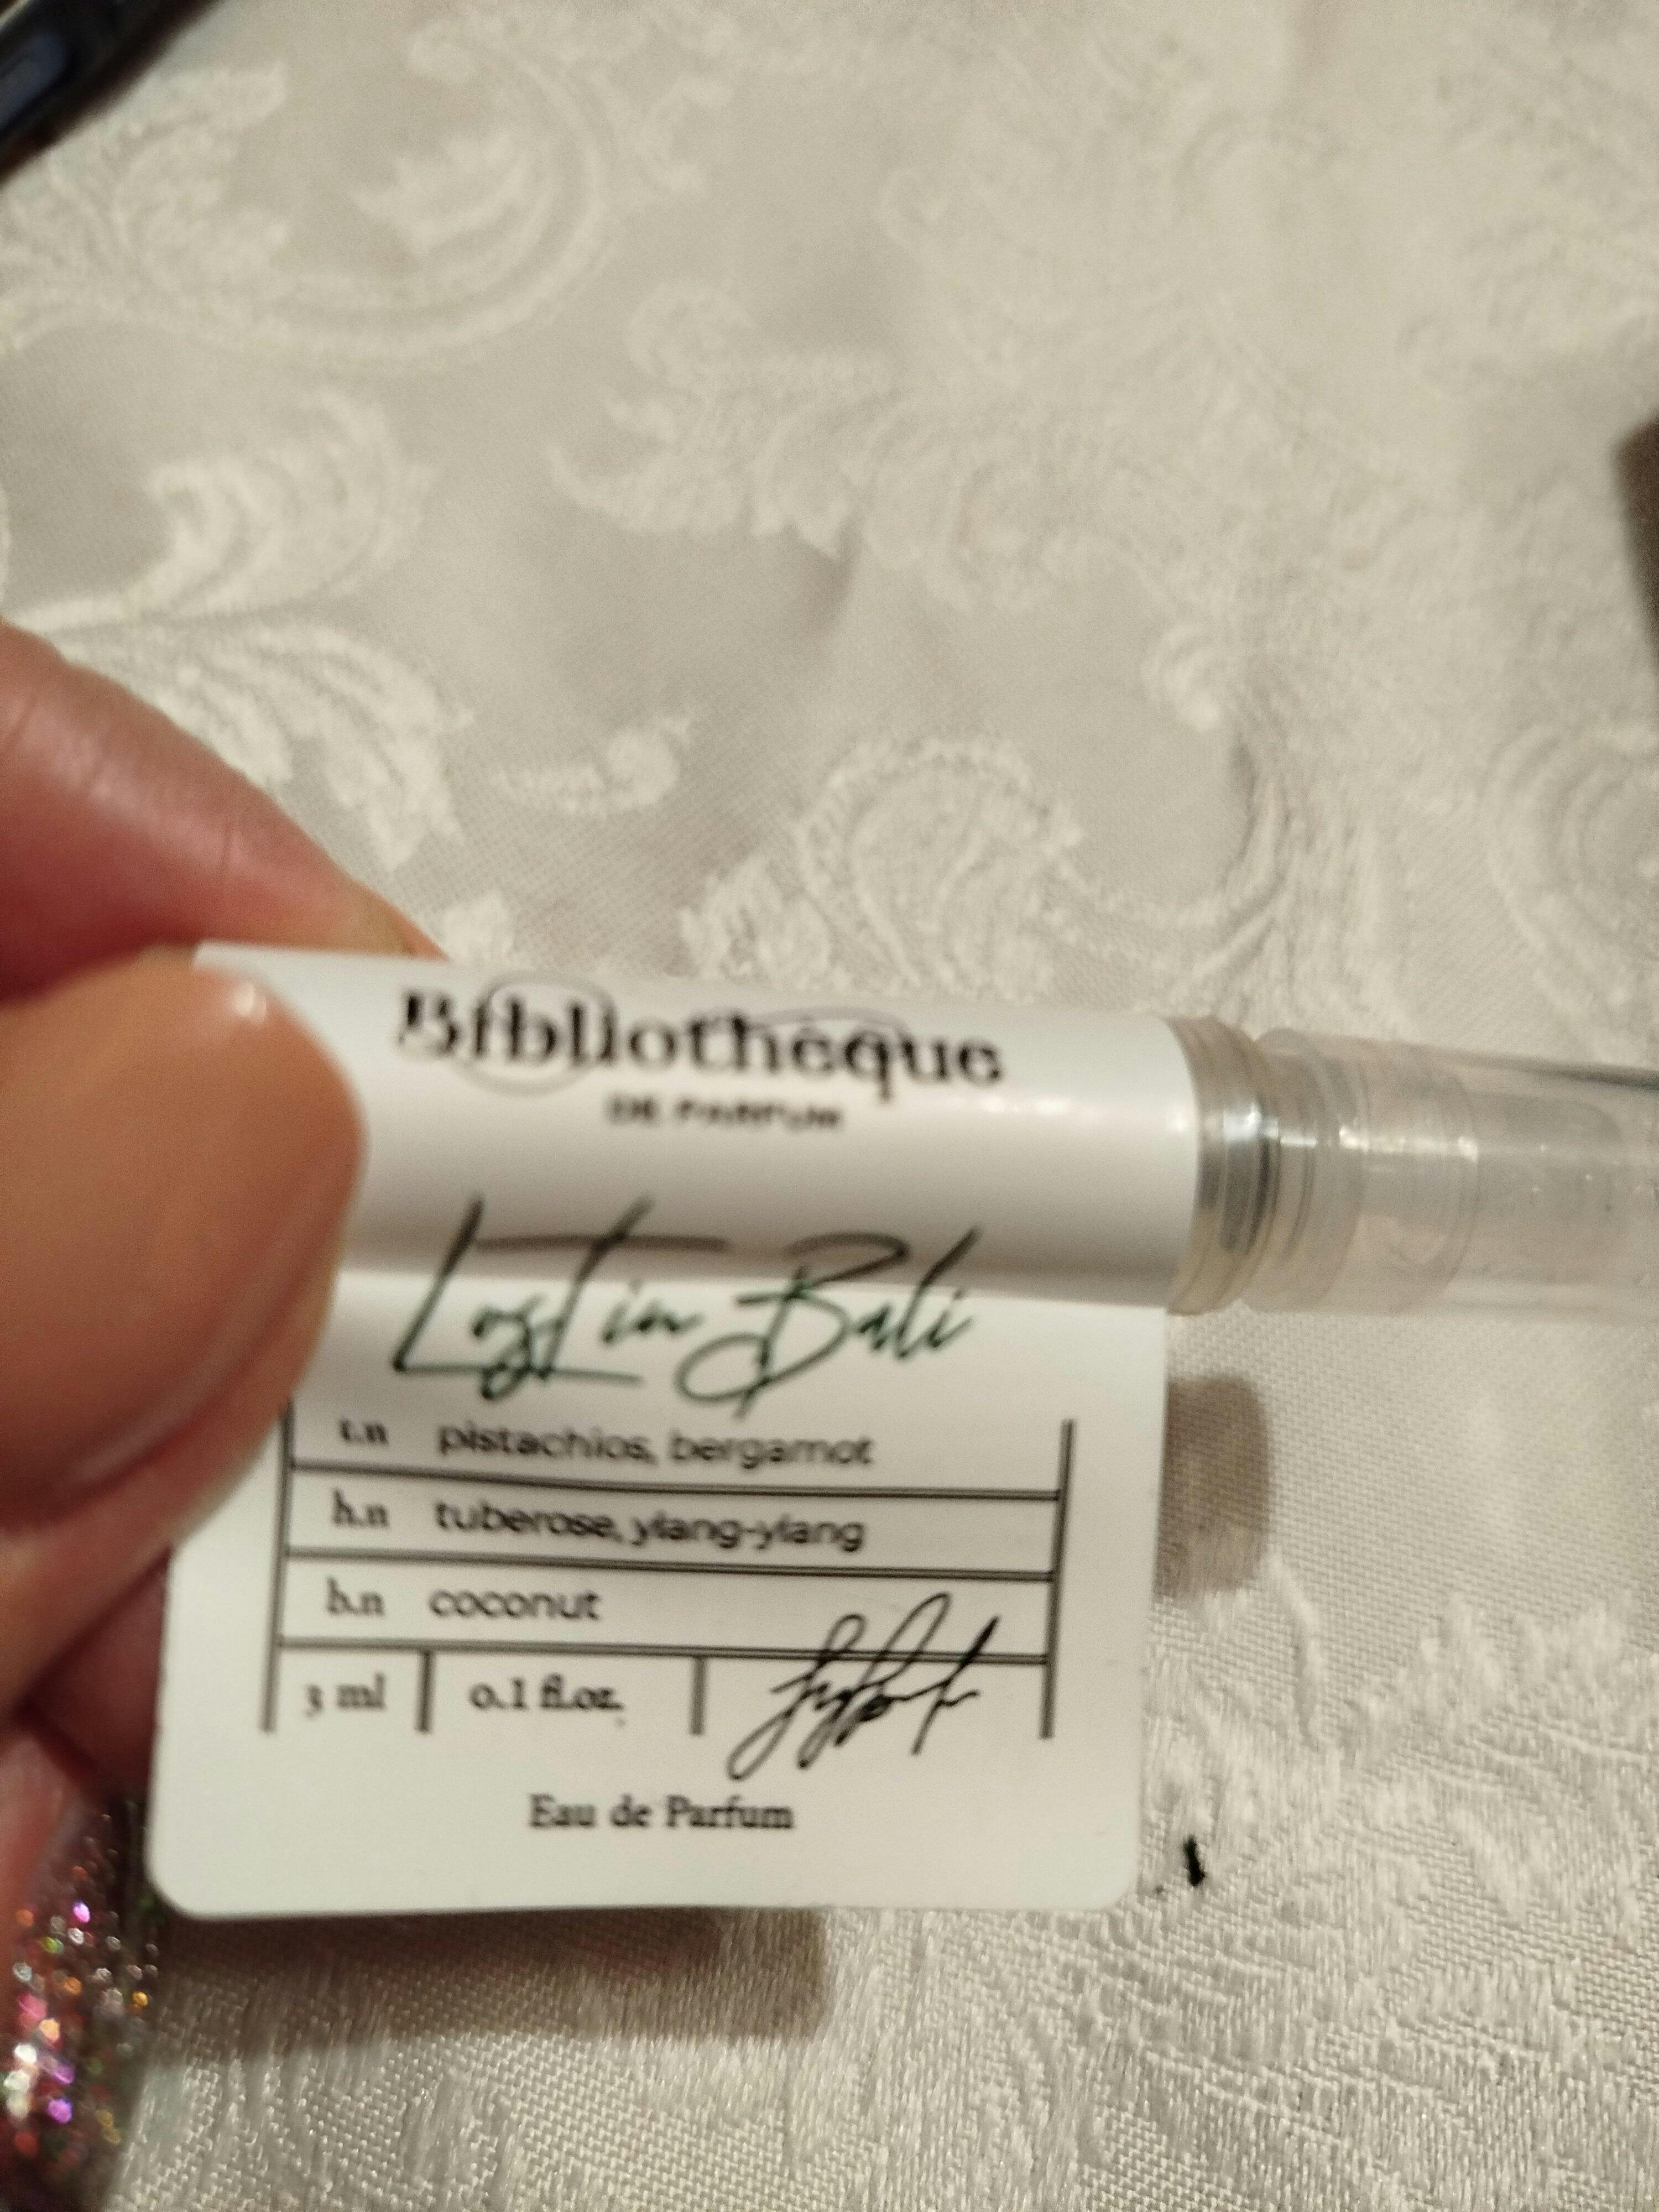 Bibliothèque
DE PARFUM
Lost in Bali
t.n pistachios, bergamot
h.n tuberose, ylang-ylang
b.n coconut
3 ml 0.1 fl.oz.
Eau de Parfum